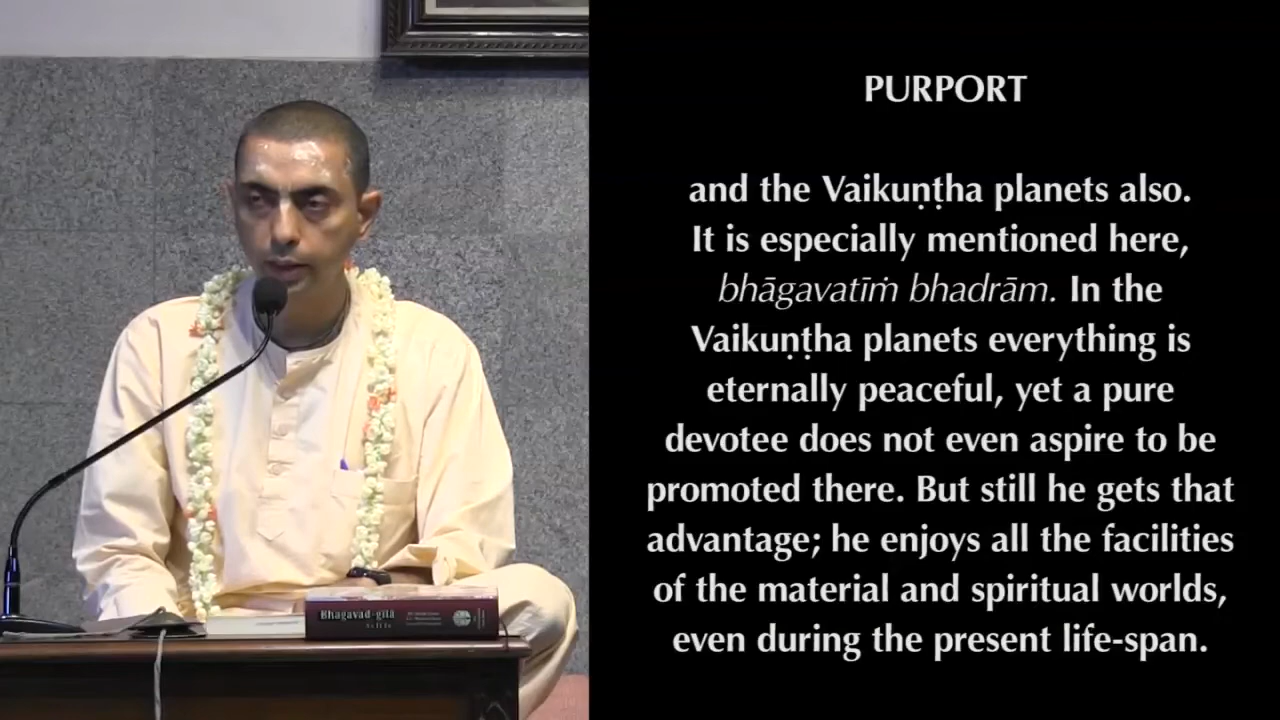 PURPORT
and the Vaikuṇṭha planets also.
It is especially mentioned here,
bhāgavatīṁ bhadrām. In the
Vaikuṇṭha planets everything is
eternally peaceful, yet a pure
devotee does not even aspire to be
promoted there. But still he gets that
advantage; he enjoys all the facilities
of the material and spiritual worlds,
even during the present life-span.
Bhagavad-gītā